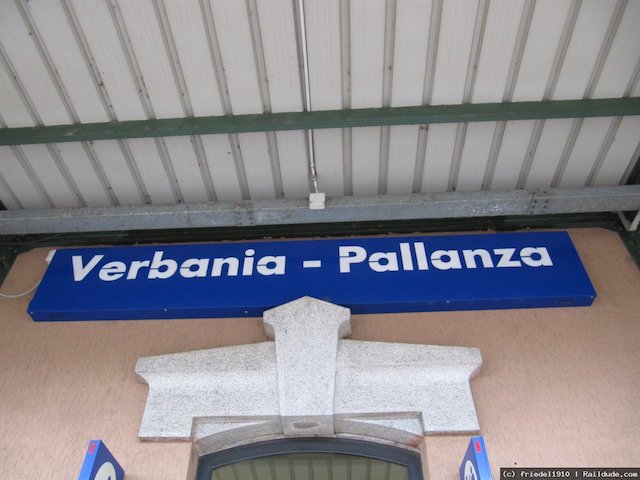 Verbania - Pallanza
(c) friedel1910 | Raildude.com